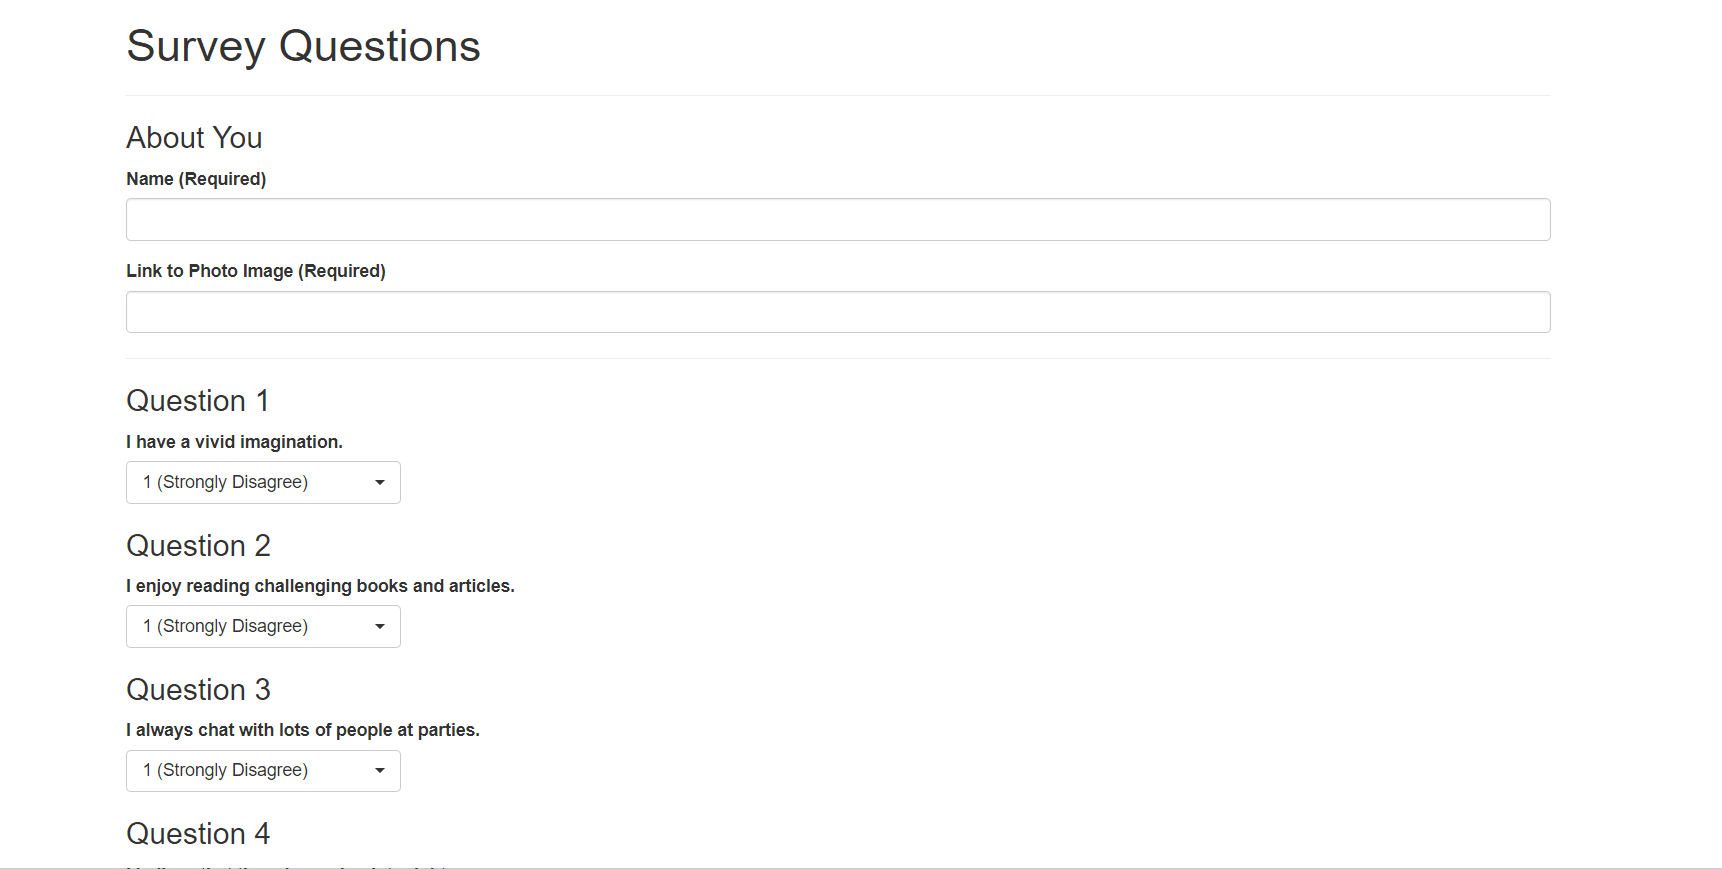 Survey Questions
About You
Name (Required)
Link to Photo Image (Required)
Question 1
I have a vivid imagination.
1 (Strongly Disagree)
Question 2
I enjoy reading challenging books and articles.
1 (Strongly Disagree)
Question 3
I always chat with lots of people at parties.
1 (Strongly Disagree)
Question 4